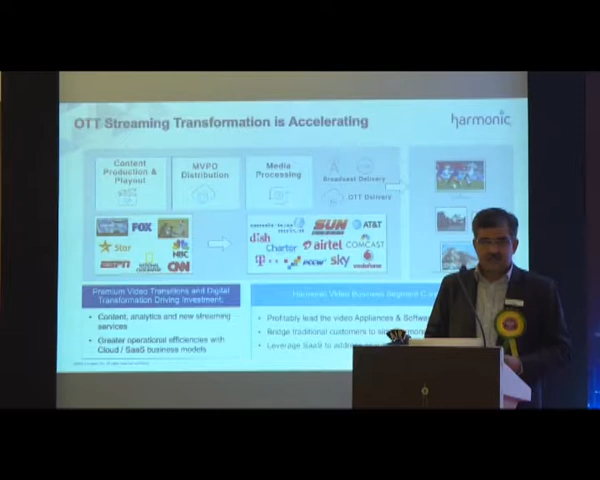 OTT Streaming Transformation is Accelerating
harmonic
Content
Production &
Playout
MVPD
Distribution
Media
Processing
Broadcast Delivery
OTT Delivery
FOX
Star
NBC
ESPN
NATIONAL
GEOGRAPHIC
CNN
SUN
AT&T
dish
Charter
airtel
COMCAST
T
PCCW
sky
vodafone
Premium Video Transitions and Digital
Transformation Driving Investment
• Content, analytics and new streaming
services
• Greater operational efficiencies with
Cloud / SaaS business models
Harmonic Video Business Segment
• Profitably lead the video Appliances &
• Bridge traditional customers to
• Leverage SaaS to